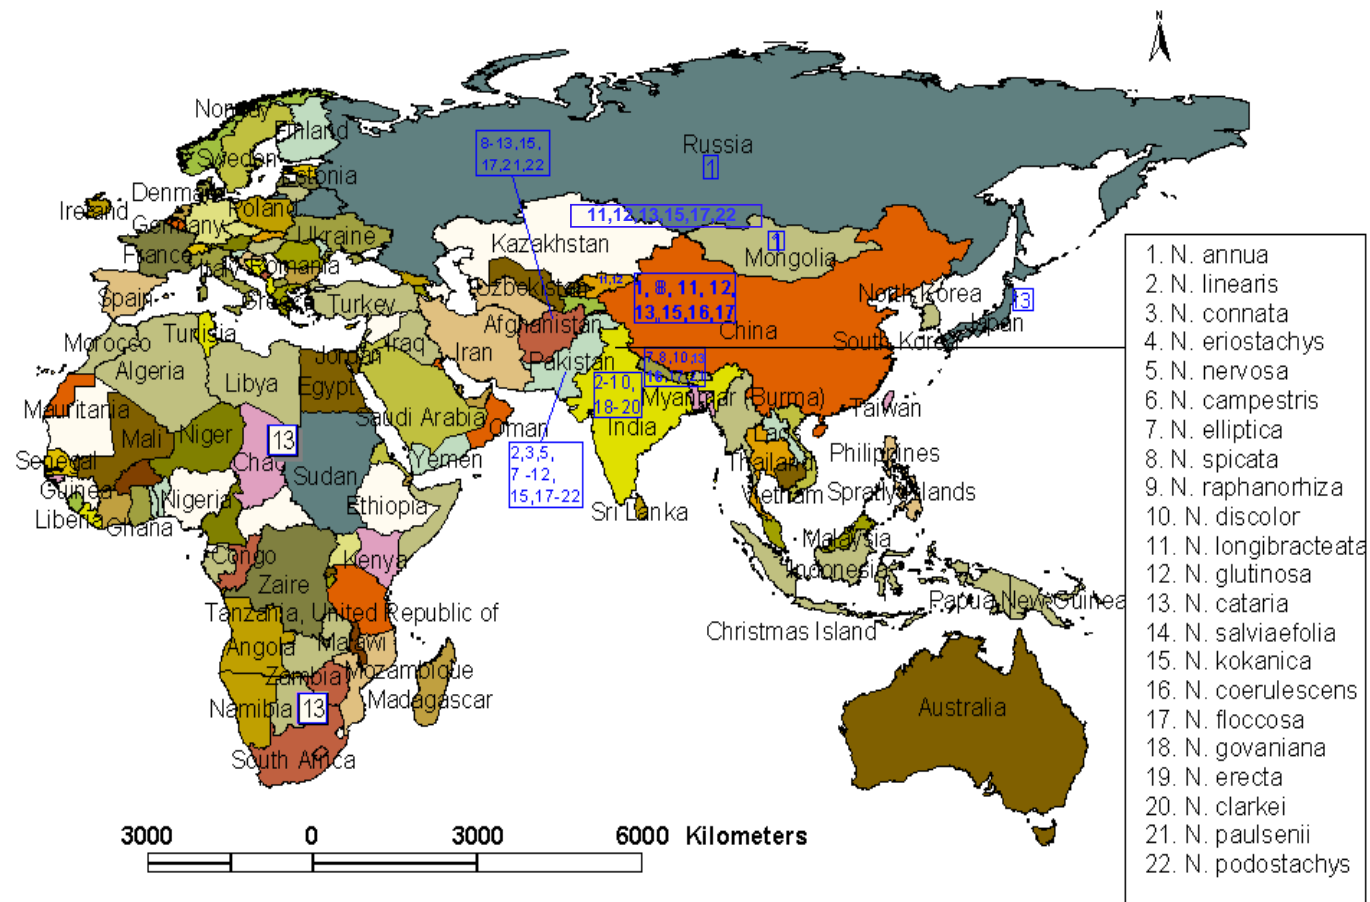 N
Norway
Finland
Sweden
Estonia
Russia
1
8-13,15,
17,21,22
Denmark
Ireland
Poland
Germany
Ukraine
France
Italy
Romania
11,12,13,15,17,22
Kazakhstan
1
Mongolia
Spain
Greece
Turkey
Uzbekistan
11,12
1, 8, 11, 12,
13,15,16,17
China
North Korea
13
Japan
South Korea
Tunisia
Morocco
Algeria
Libya
Egypt
Jordan
Iraq
Iran
Afghanistan
Pakistan
7,8,10,13
2-10,
18-20
India
Myanmar (Burma)
Taiwan
Mauritania
Mali
Niger
Chad
13
Saudi Arabia
Oman
Yemen
Sudan
2,3,5,
7 -12,
15,17-22
Senegal
Guinea
Liberia
Ghana
Nigeria
Ethiopia
Sri Lanka
Laos
Thailand
Vietnam
Philippines
Spratly Islands
Malaysia
Indonesia
Papua New Guinea
Christmas Island
Congo
Zaire
Kenya
Tanzania, United Republic of
Angola
Malawi
Zambia
Mozambique
Madagascar
Namibia
13
South Africa
Australia
3000 0 3000 6000 Kilometers
1. N. annua
2. N. linearis
3. N. connata
4. N. eriostachys
5. N. nervosa
6. N. campestris
7. N. elliptica
8. N. spicata
9. N. raphanorhiza
10. N. discolor
11. N. longibracteata
12. N. glutinosa
13. N. cataria
14. N. salviaefolia
15. N. kokanica
16. N. coerulescens
17. N. floccosa
18. N. govaniana
19. N. erecta
20. N. clarkei
21. N. paulsenii
22. N. podostachys